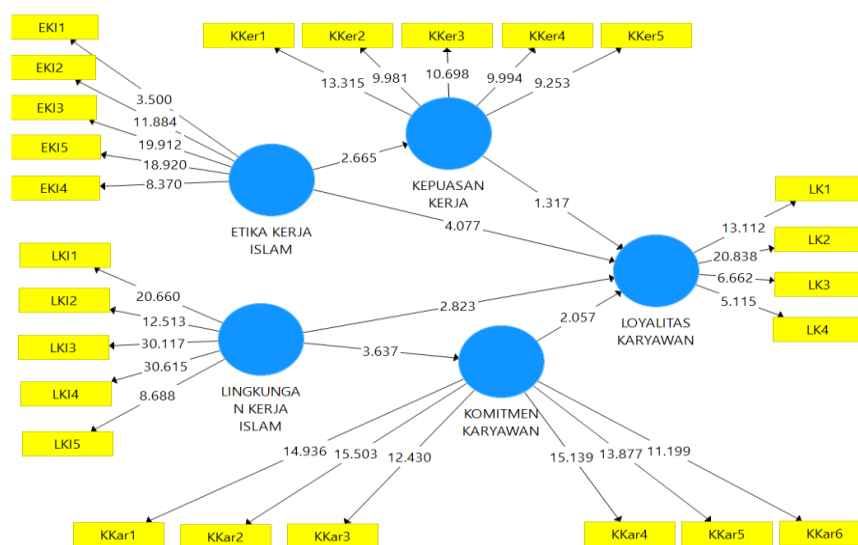 EKI1
EKI2
EKI3
EKI5
EKI4
3.500
11.884
19.912
18.920
8.370
KKer1
KKer2
KKer3
KKer4
KKer5
13.315
9.981
10.698
9.994
9.253
2.665
KEPUASAN
KERJA
1.317
ETIKA KERJA
ISLAM
4.077
LK1
LK2
LK3
LK4
13.112
20.838
6.662
5.115
LOYALITAS
KARYAWAN
LKI1
LKI2
LKI3
LKI4
LKI5
20.660
12.513
30.117
30.615
8.688
2.823
2.057
3.637
LINGKUNGA
N KERJA
ISLAM
KOMITMEN
KARYAWAN
14.936
15.503
12.430
15.139
13.877
11.199
KKar1
KKar2
KKar3
KKar4
KKar5
KKar6